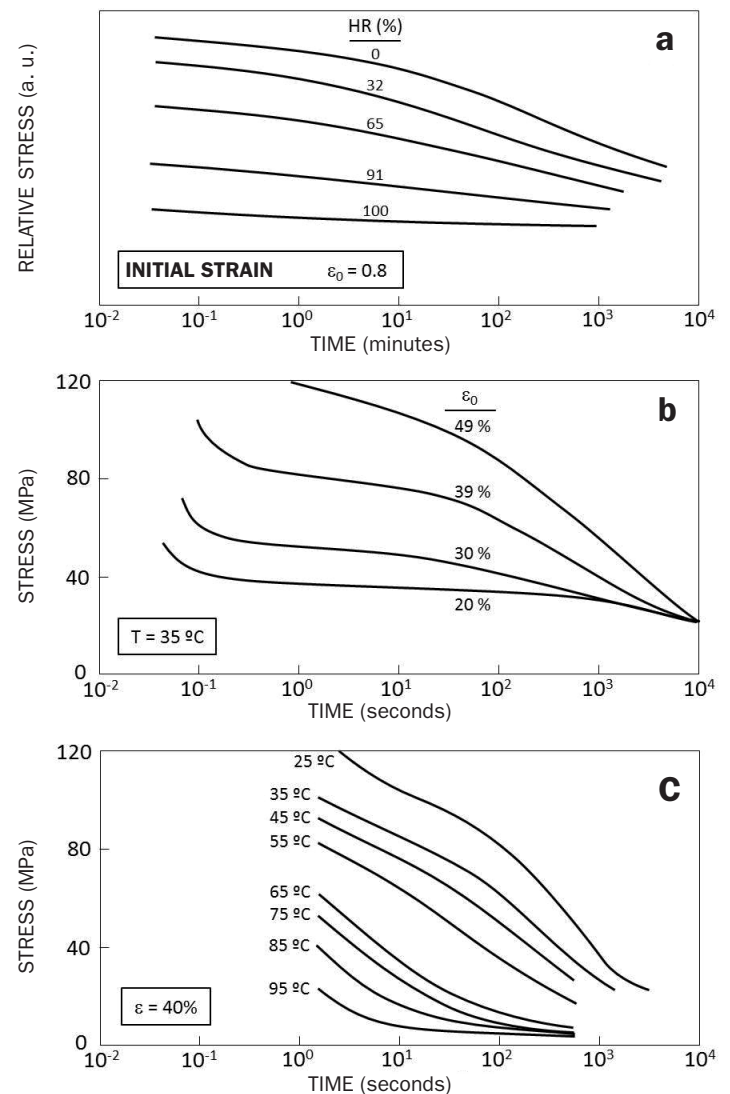 HR (%)
a
0
32
65
91
100
RELATIVE STRESS (a. u.)
INITIAL STRAIN ε0 = 0.8
10-2 10-1 100 101 102 103 104
TIME (minutes)
120
ε0
b
49 %
80
39 %
STRESS (MPa)
30 %
40
20 %
T = 35 ºC
0
10-2 10-1 100 101 102 103 104
TIME (seconds)
120
25 ºC
c
35 ºC
45 ºC
80
55 ºC
STRESS (MPa)
65 ºC
75 ºC
40
85 ºC
95 ºC
ε = 40%
0
10-2 10-1 100 101 102 103 104
TIME (seconds)